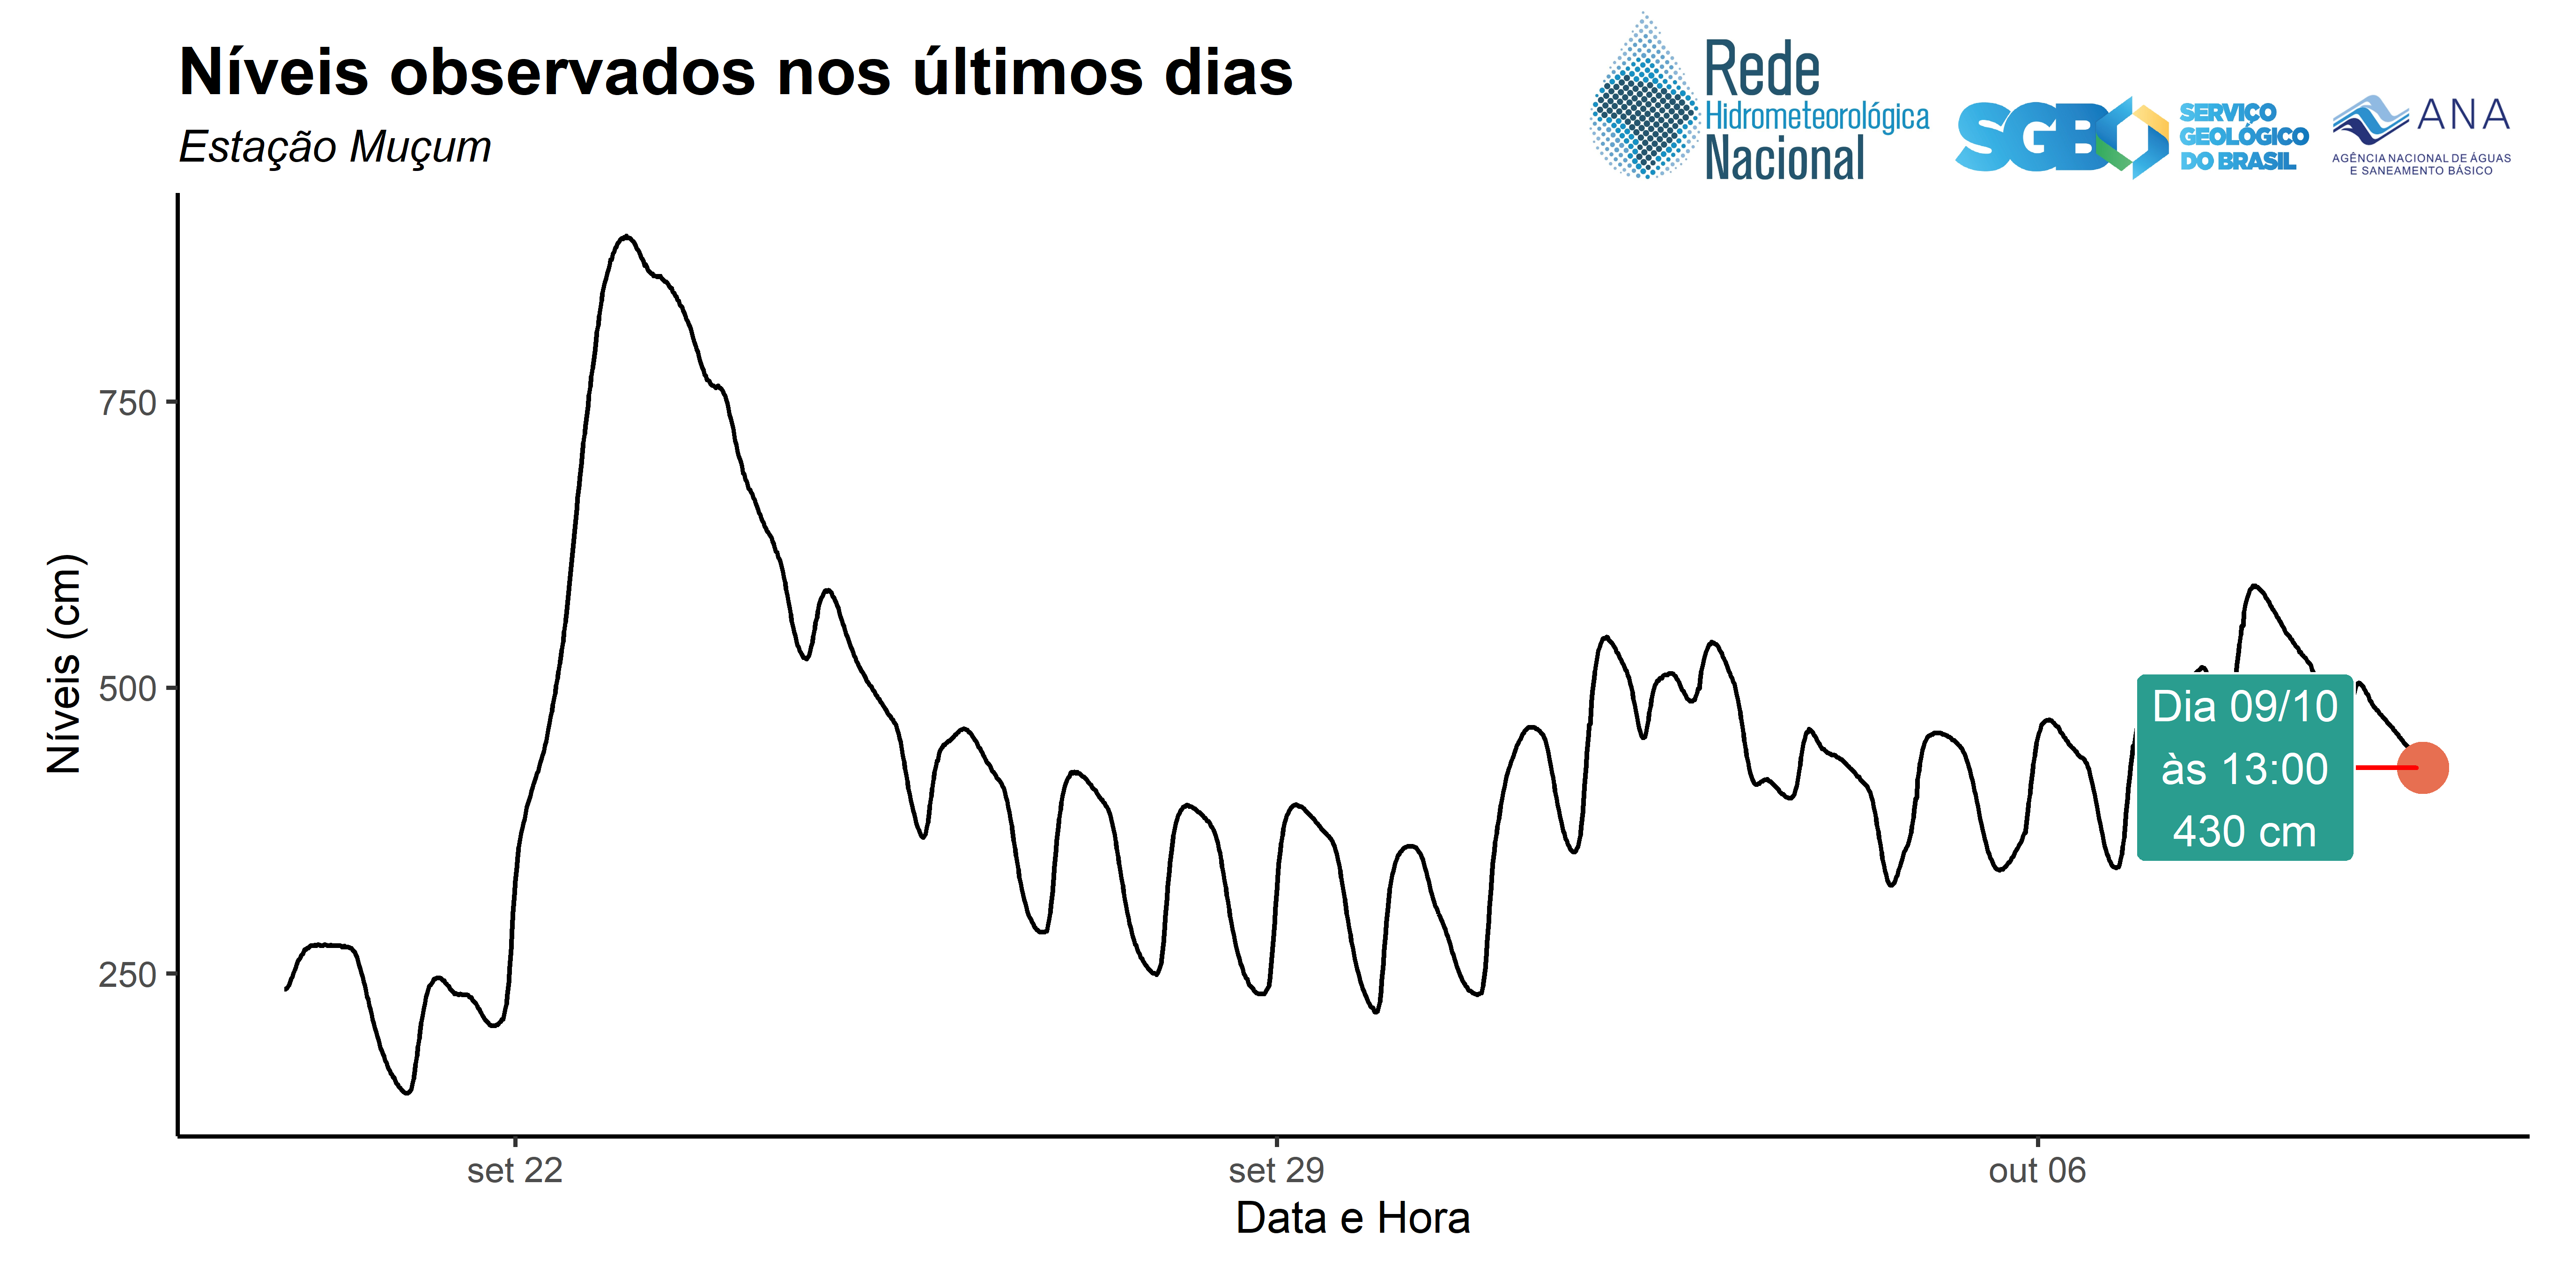 Níveis observados nos últimos dias
Estação Muçum
Rede
Hidrometeorológica
Nacional
SGB
SERVIÇO
GEOLÓGICO
DO BRASIL
ANA
AGÊNCIA NACIONAL DE ÁGUAS
E SANEAMENTO BÁSICO
Níveis (cm)
750
500
250
Dia 09/10
às 13:00
430 cm
set 22
set 29
out 06
Data e Hora